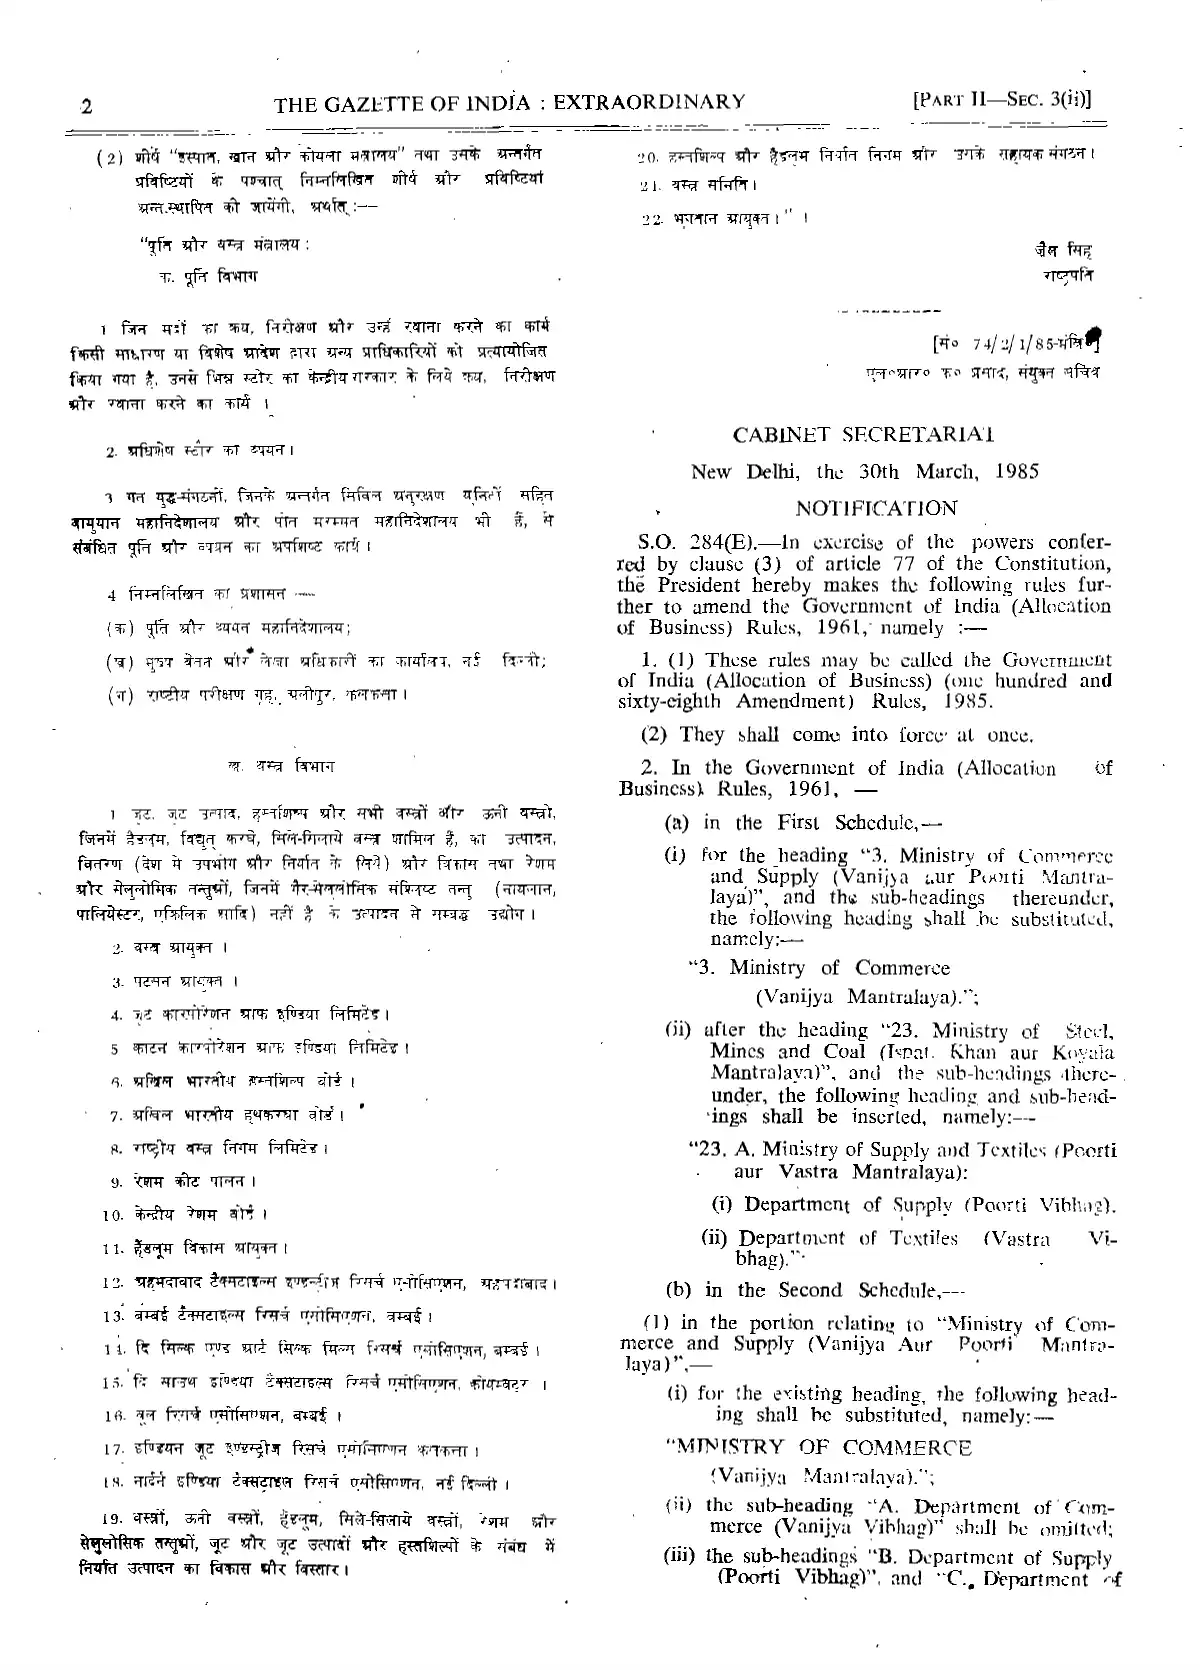 2
THE GAZETTE OF INDIA : EXTRAORDINARY
[PART II—SEC. 3(ii)]
(2) शीर्ष "इस्पात, खान और कोयला मंत्रालय" तथा उसके अन्तर्गत
प्रविष्टियों के पश्चात् निम्नलिखित शीर्ष और प्रविष्टियां
अन्त:स्थापित की जायेंगी, अर्थात् :--
"पूर्ति और वस्त्र मंत्रालय :
क. पूर्ति विभाग
1 जिन मदों का क्रय, निरीक्षण और उन्हें रवाना करने का कार्य
किसी साधारण या विशेष आदेश द्वारा अन्य प्राधिकारियों को प्रत्यायोजित
किया गया है, उनसे भिन्न स्टोर का केन्द्रीय सरकार के लिये क्रय, निरीक्षण
और रवाना करने का कार्य ।
2. अधिशेष स्टोर का व्ययन ।
3 गत युद्ध-संगठनों, जिनके अन्तर्गत सिविल अनुरक्षण यूनिटों सहित
वायुयान महानिदेशालय और पोत मरम्मत महानिदेशालय भी हैं, से
संबंधित पूर्ति और व्ययन का अपशिष्ट कार्य ।
4 निम्नलिखित का प्रशासन :—
(क) पूर्ति और व्ययन महानिदेशालय;
(ख) मुख्य वेतन और लेखा अधिकारी का कार्यालय, नई दिल्ली;
(ग) राष्टीय परीक्षण गृह, अलीपुर, कलकत्ता ।
ख. वस्त्र विभाग
1 जूट, जूट उत्पाद, हस्तशिल्प और सभी वस्त्रों और ऊनी वस्त्रों,
जिनमें हैंडलूम, विद्युत् करघे, सिले-सिलाये वस्त्र शामिल हैं, का उत्पादन,
वितरण (देश में उपभोग और निर्यात के लिये) और विकास तथा रेशम
और सेलुलोसिक तन्तुओं, जिनमें गैर-सेलुलोसिक संश्लिष्ट तन्तु (नायलान,
पालियेस्टर, एक्रिलिक आदि) नहीं है के उत्पादन से सम्बद्ध उद्योग ।
2. वस्त्र आयुक्त ।
3. पटसन आयुक्त ।
4. जूट कारपोरेशन आफ इण्डिया लिमिटेड ।
5 काटन कारपोरेशन आफ इण्डिया लिमिटेड ।
6. अखिल भारतीय हस्तशिल्प बोर्ड ।
7. अखिल भारतीय हथकरघा बोर्ड ।
8. राष्ट्रीय वस्त्र निगम लिमिटेड ।
9. रेशम कीट पालन ।
10. केन्द्रीय रेशम बोर्ड ।
11. हैंडलूम विकास आयुक्त ।
12. अहमदाबाद टैक्सटाइल्स इण्डस्ट्रीज रिसर्च एसोसिएशन, अहमदाबाद ।
13. बम्बई टैक्सटाइल्स रिसर्च एसोसिएशन, बम्बई ।
14. दि सिल्क एण्ड आर्ट सिल्क मिल्स रिसर्च एसोसिएशन, बम्बई ।
15. दि साउथ इण्डिया टैक्सटाइल्स रिसर्च एसोसिएशन, कोयम्बटूर ।
16. वूल रिसर्च एसोसिएशन, बम्बई ।
17. इण्डियन जूट इण्डस्ट्रीज रिसर्च एसोसिएशन कलकत्ता ।
18. नार्दर्न इण्डिया टैक्सटाइल रिसर्च एसोसिएशन, नई दिल्ली ।
19. वस्त्रों, ऊनी वस्त्रों, हैंडलूम, सिले-सिलाये वस्त्रों, रेशम और
सेलुलोसिक तन्तुओं, जूट और जूट उत्पादों और हस्तशिल्पों के संबंध में
निर्यात उत्पादन का विकास और विस्तार ।
20. हस्तशिल्प और हैंडलूम निर्यात निगम और उसके सहायक संगठन ।
21. वस्त्र समिति ।
22. भुगतान आयुक्त ।" ।
जैल सिंह
राष्ट्रपति
[सं० 74/2/1/85-मंत्रि०]
एल०आर० के० प्रसाद, संयुक्त सचिव
CABINET SECRETARIAT
New Delhi, the 30th March, 1985
NOTIFICATION
S.O. 284(E).—In exercise of the powers confer-
red by clause (3) of article 77 of the Constitution,
the President hereby makes the following rules fur-
ther to amend the Government of India (Allocation
of Business) Rules, 1961, namely :—
1. (1) These rules may be called the Government
of India (Allocation of Business) (one hundred and
sixty-eighth Amendment) Rules, 1985.
(2) They shall come into force at once.
2. In the Government of India (Allocation of
Business) Rules, 1961, —
(a) in the First Schedule,—
(i) for the heading "3. Ministry of Commerce
and Supply (Vanijya aur Poorti Mantra-
laya)", and the sub-headings thereunder,
the following heading shall be substituted,
namely:—
"3. Ministry of Commerce
(Vanijya Mantralaya).";
(ii) after the heading "23. Ministry of Steel,
Mines and Coal (Ispat, Khan aur Koyala
Mantralaya)", and the sub-headings there-
under, the following heading and sub-head-
ings shall be inserted, namely:—
"23. A. Ministry of Supply and Textiles (Poorti
aur Vastra Mantralaya):
(i) Department of Supply (Poorti Vibhag).
(ii) Department of Textiles (Vastra Vi-
bhag)."
(b) in the Second Schedule,—
(1) in the portion relating to "Ministry of Com-
merce and Supply (Vanijya Aur Poorti Mantra-
laya)",—
(i) for the existing heading, the following head-
ing shall be substituted, namely:—
"MINISTRY OF COMMERCE
(Vanijya Mantralaya).";
(ii) the sub-heading "A. Department of Com-
merce (Vanijya Vibhag)" shall be omitted;
(iii) the sub-headings "B. Department of Supply
(Poorti Vibhag)", and "C. Department of